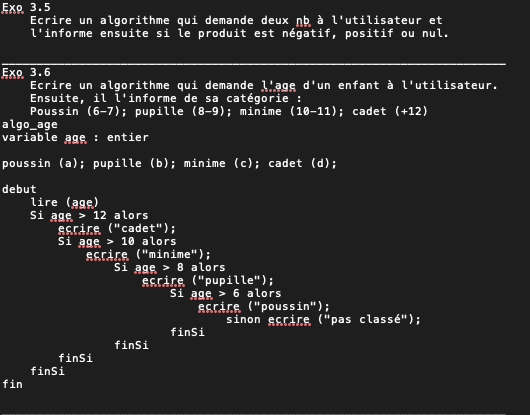 Exo 3.5
Ecrire un algorithme qui demande deux nb à l'utilisateur et
l'informe ensuite si le produit est négatif, positif ou nul.
Exo 3.6
Ecrire un algorithme qui demande l'age d'un enfant à l'utilisateur.
Ensuite, il l'informe de sa catégorie :
Poussin (6-7); pupille (8-9); minime (10-11); cadet (+12)
algo_age
variable age : entier
poussin (a); pupille (b); minime (c); cadet (d);
debut
lire (age)
Si age > 12 alors
ecrire ("cadet");
Si age > 10 alors
ecrire ("minime");
Si age > 8 alors
ecrire ("pupille");
Si age > 6 alors
ecrire ("poussin");
sinon ecrire ("pas classé");
finSi
finSi
finSi
finSi
fin